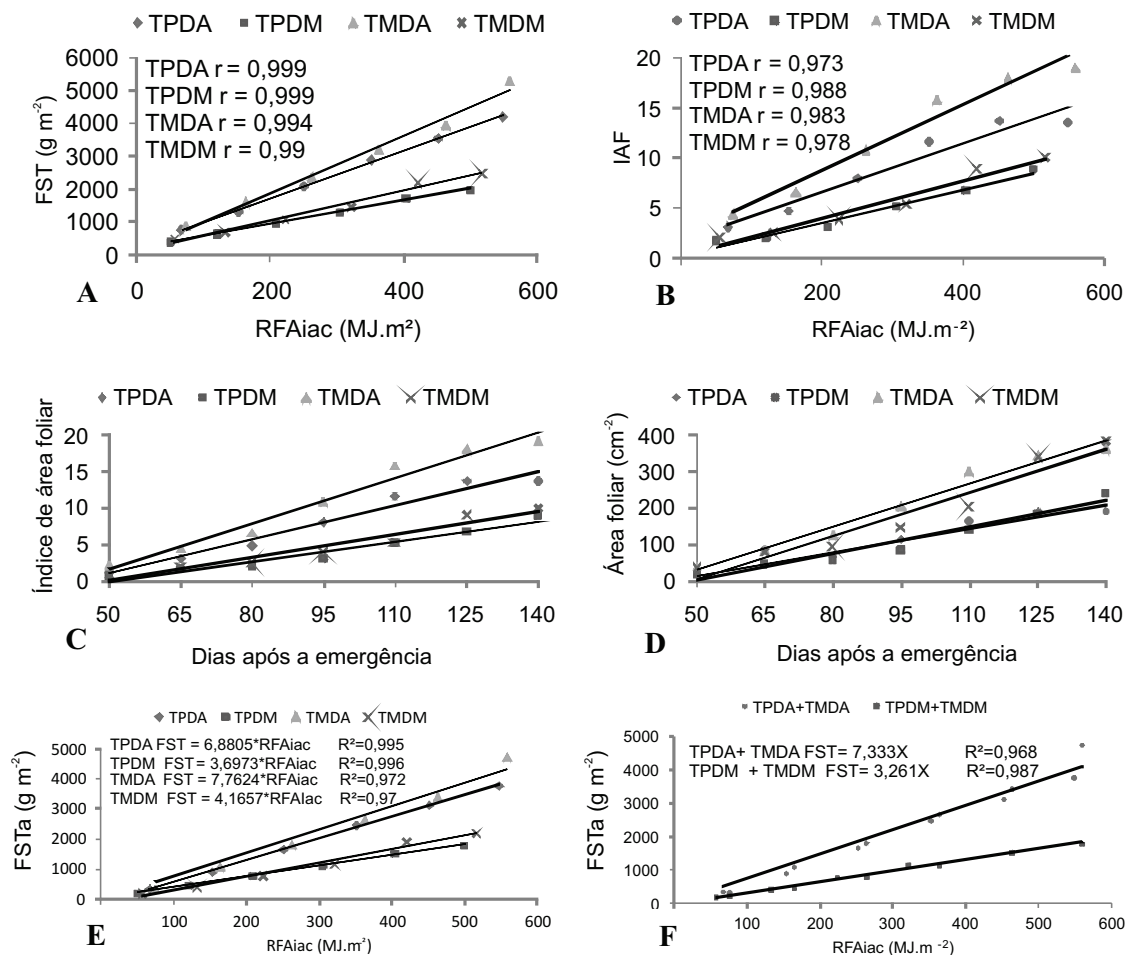 TPDA TPDM TMDA TMDM
FST (g m⁻²)
6000
5000
4000
3000
2000
1000
0
TPDA r = 0,999
TPDM r = 0,999
TMDA r = 0,994
TMDM r = 0,99
0 200 400 600
A
RFAiac (MJ.m²)
TPDA TPDM TMDA TMDM
IAF
20
15
10
5
0
TPDA r = 0,973
TPDM r = 0,988
TMDA r = 0,983
TMDM r = 0,978
200 400 600
B
RFAiac (MJ.m⁻²)
TPDA TPDM TMDA TMDM
Índice de área foliar
20
15
10
5
0
50 65 80 95 110 125 140
C
Dias após a emergência
TPDA TPDM TMDA TMDM
Área foliar (cm⁻²)
400
300
200
100
0
50 65 80 95 110 125 140
D
Dias após a emergência
TPDA TPDM TMDA TMDM
FSTa (g m⁻²)
5000
4000
3000
2000
1000
0
TPDA FST = 6,8805*RFAiac R²=0,995
TPDM FST = 3,6973*RFAiac R²=0,996
TMDA FST = 7,7624*RFAiac R²=0,972
TMDM FST = 4,1657*RFAIac R²=0,97
100 200 300 400 500 600
E
RFAiac (MJ.m²)
TPDA+TMDA TPDM+TMDM
FSTa (g m⁻²)
5000
4000
3000
2000
1000
0
TPDA+ TMDA FST= 7,333X R²=0,968
TPDM + TMDM FST= 3,261X R²=0,987
0 100 200 300 400 500 600
F
RFAiac (MJ.m ⁻²)